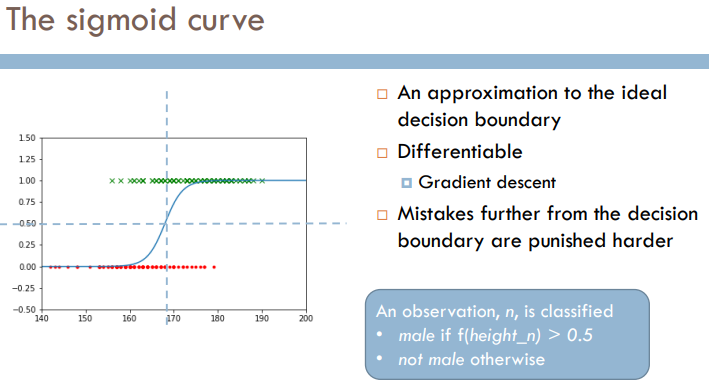 The sigmoid curve
An approximation to the ideal
decision boundary
Differentiable
Gradient descent
Mistakes further from the decision
boundary are punished harder
1.50
1.25
1.00
0.75
0.50
0.25
0.00
−0.25
−0.50
140
150
160
170
180
190
200
An observation, n, is classified
• male if f(height_n) > 0.5
• not male otherwise